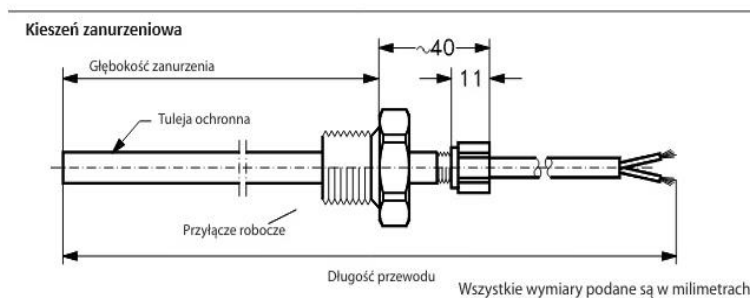 Kieszeń zanurzeniowa
~40
Głębokość zanurzenia
11
Tuleja ochronna
Przyłącze robocze
Długość przewodu
Wszystkie wymiary podane są w milimetrach